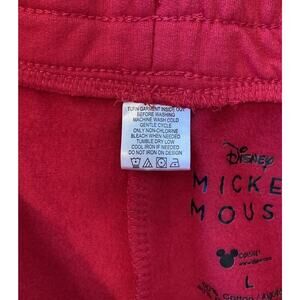 TURN GARMENT INSIDE OUT
BEFORE WASHING
MACHINE WASH COLD
GENTLE CYCLE
ONLY NON-CHLORINE
BLEACH WHEN NEEDED
TUMBLE DRY LOW
COOL IRON IF NEEDED
DO NOT IRON ON DESIGN
Disney
MICKE
MOUS
L